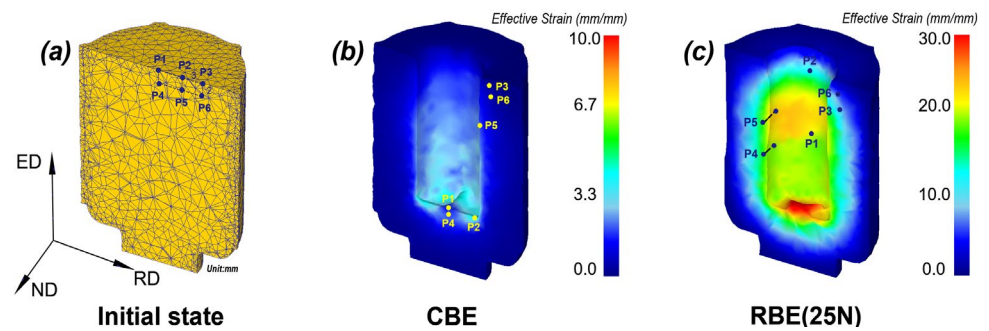 Effective Strain (mm/mm)
Effective Strain (mm/mm)
(a)
(b)
(c)
P1
P2
P3
P4
P5
P6
3
2
ED
ND
RD
Unit:mm
Initial state
P3
P6
P5
P1
P4
P2
10.0
6.7
3.3
0.0
CBE
P2
P6
P3
P5
P1
P4
30.0
20.0
10.0
0.0
RBE(25N)